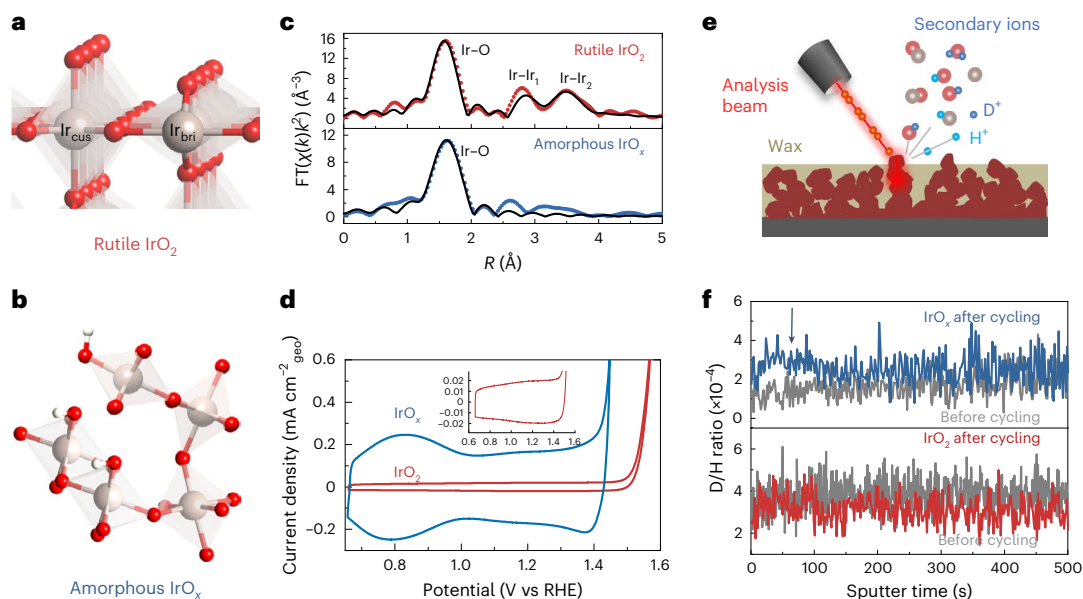 a
Ir_cus
Ir_bri
Rutile IrO₂
b
Amorphous IrOₓ
c
FT(χ(k)k²) (Å⁻³)
16
12
8
4
0
Ir–O
Ir–Ir₁
Ir–Ir₂
Rutile IrO₂
12
8
4
0
Ir–O
Amorphous IrOₓ
0 1 2 3 4 5
R (Å)
d
Current density (mA cm⁻²_geo)
0.6
0.4
0.2
0
−0.2
IrOₓ
IrO₂
0.02
0.01
−0.01
−0.02
0.6 0.8 1.0 1.2 1.4 1.6
0.8 1.0 1.2 1.4 1.6
Potential (V vs RHE)
e
Secondary ions
Analysis
beam
D⁺
H⁺
Wax
f
D/H ratio (×10⁻⁴)
6
4
2
0
IrOₓ after cycling
Before cycling
6
4
2
IrO₂ after cycling
Before cycling
0 100 200 300 400 500
Sputter time (s)